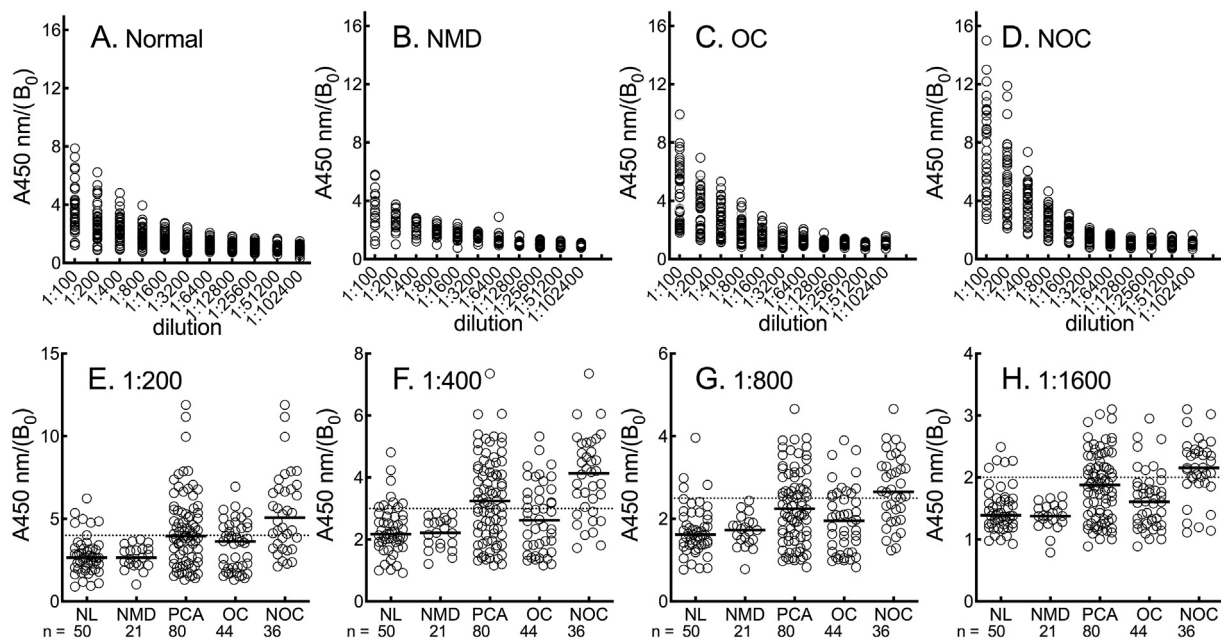 A. Normal
B. NMD
C. OC
D. NOC
A450 nm/(B0)
16
12
8
4
0
1:100
1:200
1:400
1:800
1:1600
1:3200
1:6400
1:12800
1:25600
1:51200
1:102400
dilution
A450 nm/(B0)
16
12
8
4
0
1:100
1:200
1:400
1:800
1:1600
1:3200
1:6400
1:12800
1:25600
1:51200
1:102400
dilution
A450 nm/(B0)
16
12
8
4
0
1:100
1:200
1:400
1:800
1:1600
1:3200
1:6400
1:12800
1:25600
1:51200
1:102400
dilution
A450 nm/(B0)
16
12
8
4
0
1:100
1:200
1:400
1:800
1:1600
1:3200
1:6400
1:12800
1:25600
1:51200
1:102400
dilution
E. 1:200
A450 nm/(B0)
15
10
5
0
NL NMD PCA OC NOC
n = 50 21 80 44 36
F. 1:400
A450 nm/(B0)
8
6
4
2
0
NL NMD PCA OC NOC
50 21 80 44 36
G. 1:800
A450 nm/(B0)
6
4
2
0
NL NMD PCA OC NOC
50 21 80 44 36
H. 1:1600
A450 nm/(B0)
4
3
2
1
0
NL NMD PCA OC NOC
n = 50 21 80 44 36